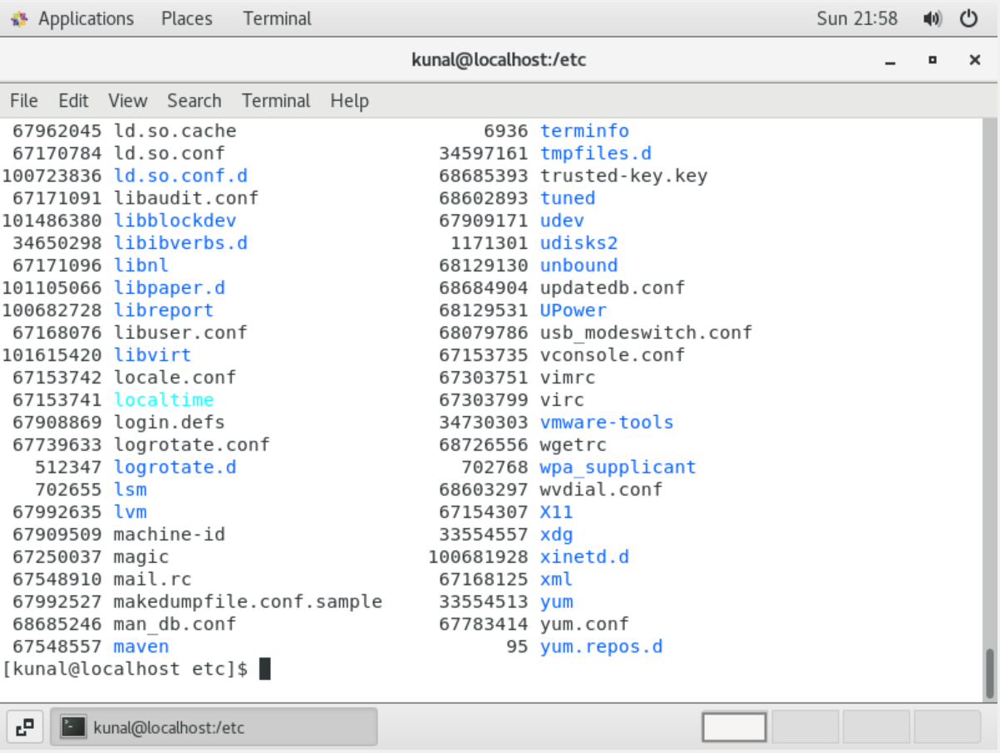 Applications Places Terminal Sun 21:58
kunal@localhost:/etc
File Edit View Search Terminal Help
67962045 ld.so.cache 6936 terminfo
67170784 ld.so.conf 34597161 tmpfiles.d
100723836 ld.so.conf.d 68685393 trusted-key.key
67171091 libaudit.conf 68602893 tuned
101486380 libblockdev 67909171 udev
34650298 libibverbs.d 1171301 udisks2
67171096 libnl 68129130 unbound
101105066 libpaper.d 68684904 updatedb.conf
100682728 libreport 68129531 UPower
67168076 libuser.conf 68079786 usb_modeswitch.conf
101615420 libvirt 67153735 vconsole.conf
67153742 locale.conf 67303751 vimrc
67153741 localtime 67303799 virc
67908869 login.defs 34730303 vmware-tools
67739633 logrotate.conf 68726556 wgetrc
512347 logrotate.d 702768 wpa_supplicant
702655 lsm 68603297 wvdial.conf
67992635 lvm 67154307 X11
67909509 machine-id 33554557 xdg
67250037 magic 100681928 xinetd.d
67548910 mail.rc 67168125 xml
67992527 makedumpfile.conf.sample 33554513 yum
68685246 man_db.conf 67783414 yum.conf
67548557 maven 95 yum.repos.d
[kunal@localhost etc]$
kunal@localhost:/etc